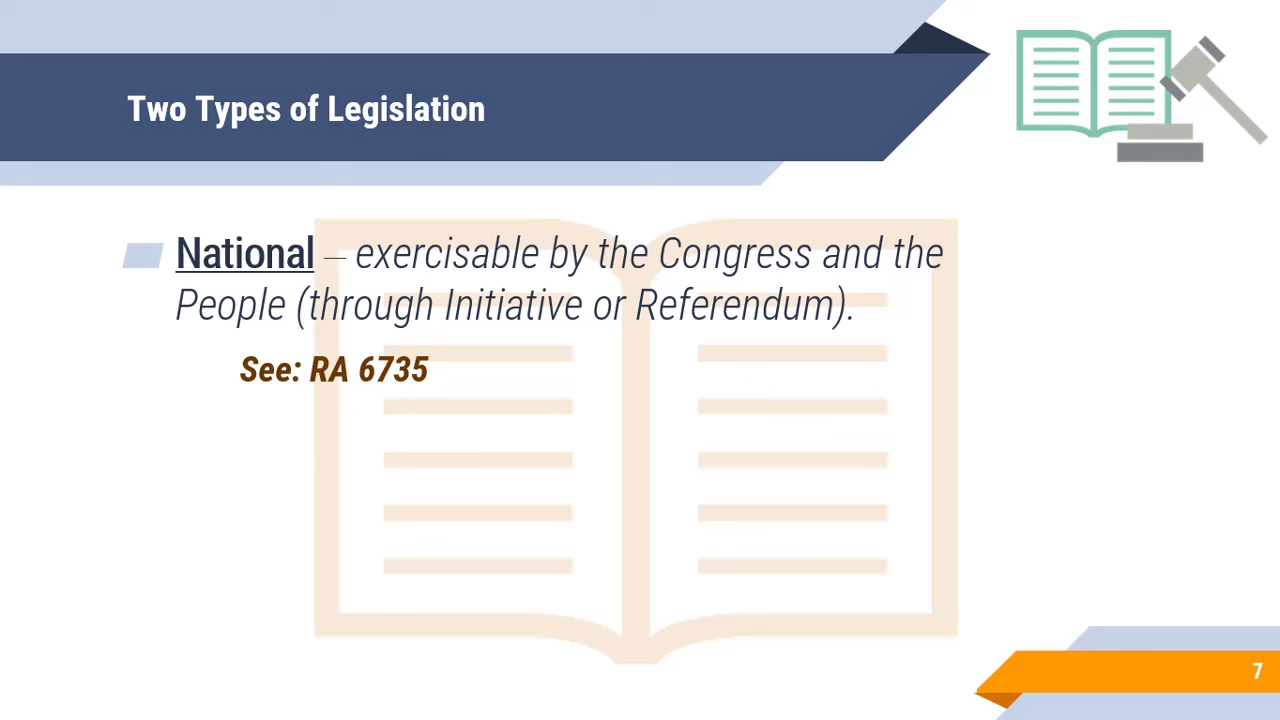 Two Types of Legislation
National – exercisable by the Congress and the
People (through Initiative or Referendum).
See: RA 6735
7